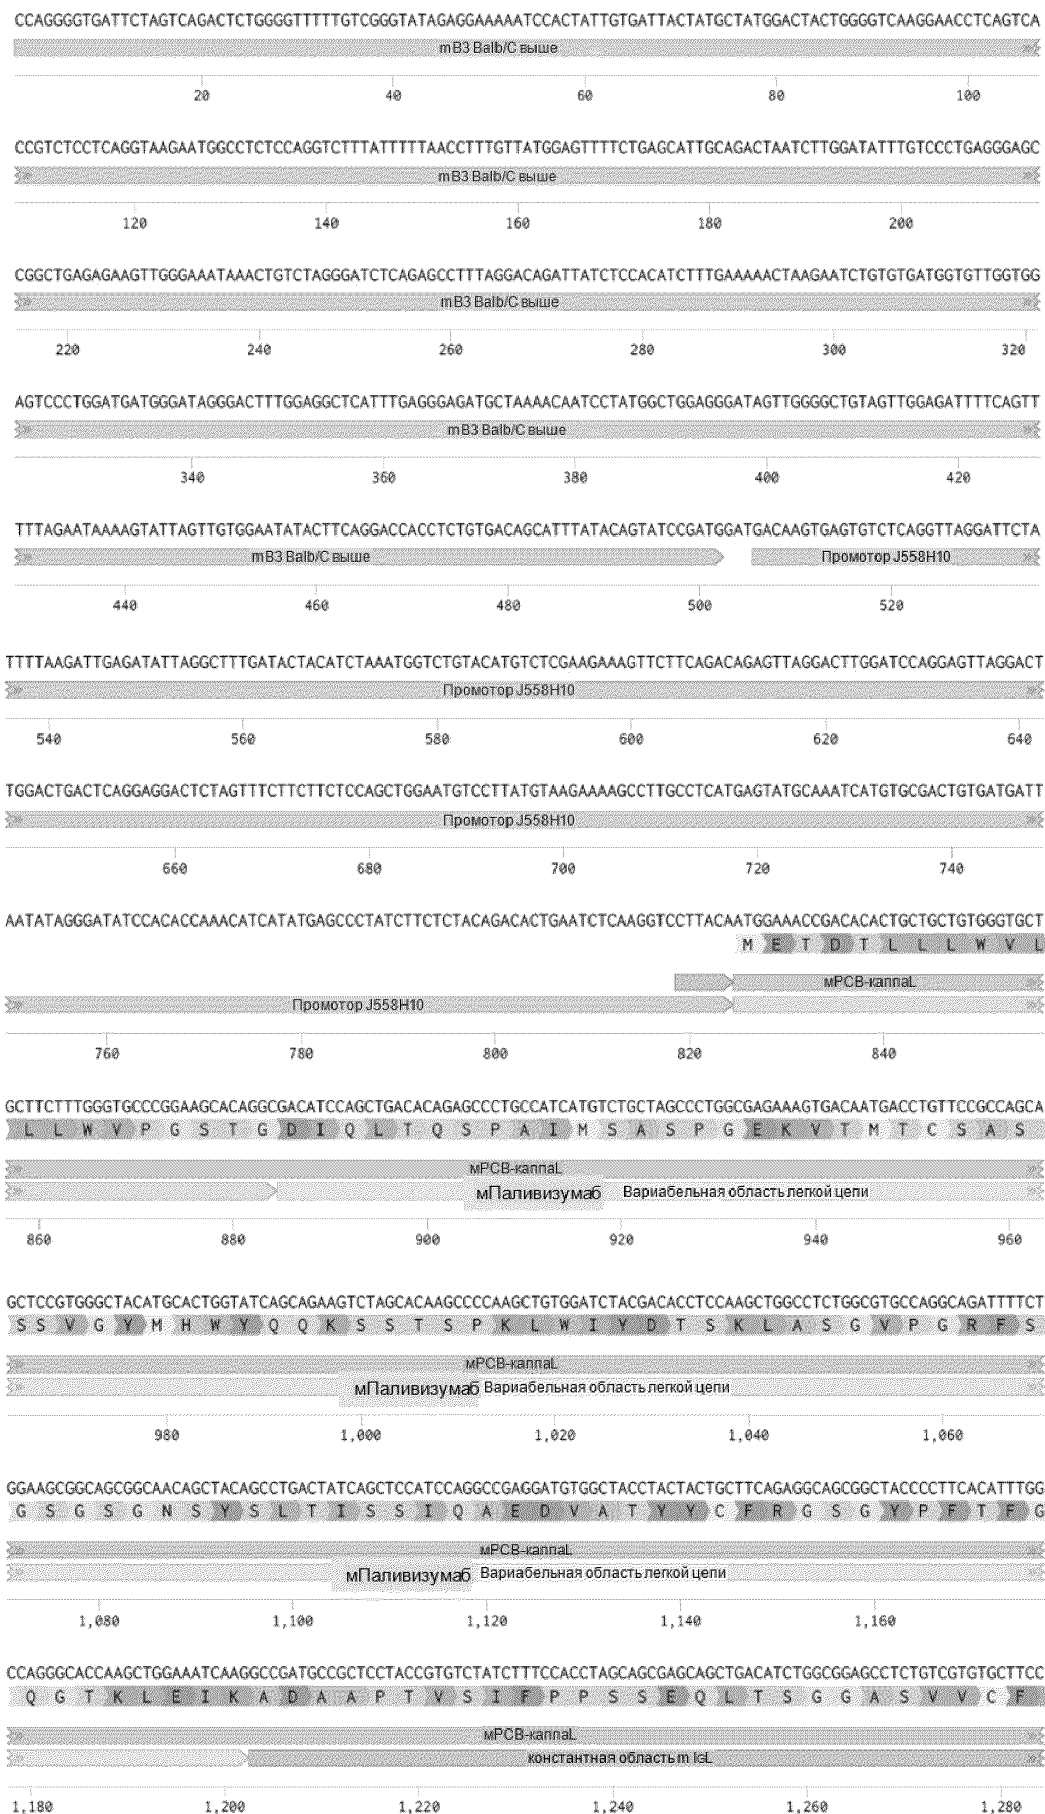 CCAGGGGTGATTCTAGTCAGACTCTGGGGTTTTTGTCGGGTATAGAGGAAAAATCCACTATTGTGATTACTATGCTATGGACTACTGGGGTCAAGGAACCTCAGTCA
mB3 Balb/C выше
20 40 60 80 100
CCGTCTCCTCAGGTAAGAATGGCCTCTCCAGGTCTTTATTTTTAACCTTTGTTATGGAGTTTTCTGAGCATTGCAGACTAATCTTGGATATTTGTCCCTGAGGGAGC
mB3 Balb/C выше
120 140 160 180 200
CGGCTGAGAGAAGTTGGGAAATAAACTGTCTAGGGATCTCAGAGCCTTTAGGACAGATTATCTCCACATCTTTGAAAAACTAAGAATCTGTGTGATGGTGTTGGTGG
mB3 Balb/C выше
220 240 260 280 300 320
AGTCCCTGGATGATGGGATAGGGACTTTGGAGGCTCATTTGAGGGAGATGCTAAAACAATCCTATGGCTGGAGGGATAGTTGGGGCTGTAGTTGGAGATTTTCAGTT
mB3 Balb/C выше
340 360 380 400 420
TTTAGAATAAAAGTATTAGTTGTGGAATATACTTCAGGACCACCTCTGTGACAGCATTTATACAGTATCCGATGGATGACAAGTGAGTGTCTCAGGTTAGGATTCTA
mB3 Balb/C выше Промотор J558H10
440 460 480 500 520
TTTTAAGATTGAGATATTAGGCTTTGATACTACATCTAAATGGTCTGTACATGTCTCGAAGAAAGTTCTTCAGACAGAGTTAGGACTTGGATCCAGGAGTTAGGACT
Промотор J558H10
540 560 580 600 620 640
TGGACTGACTCAGGAGGACTCTAGTTTCTTCTTCTCCAGCTGGAATGTCCTTATGTAAGAAAAGCCTTGCCTCATGAGTATGCAAATCATGTGCGACTGTGATGATT
Промотор J558H10
660 680 700 720 740
AATATAGGGATATCCACACCAAACATCATATGAGCCCTATCTTCTCTACAGACACTGAATCTCAAGGTCCTTACAATGGAAACCGACACACTGCTGCTGTGGGTGCT
M E T D T L L L W V L
мРСВ-каппаL
Промотор J558H10
760 780 800 820 840
GCTTCTTTGGGTGCCCGGAAGCACAGGCGACATCCAGCTGACACAGAGCCCTGCCATCATGTCTGCTAGCCCTGGCGAGAAAGTGACAATGACCTGTTCCGCCAGCA
L L W V P G S T G D I Q L T Q S P A I M S A S P G E K V T M T C S A S
мРСВ-каппаL
мПаливизумаб Вариабельная область легкой цепи
860 880 900 920 940 960
GCTCCGTGGGCTACATGCACTGGTATCAGCAGAAGTCTAGCACAAGCCCCAAGCTGTGGATCTACGACACCTCCAAGCTGGCCTCTGGCGTGCCAGGCAGATTTTCT
S S V G Y M H W Y Q Q K S S T S P K L W I Y D T S K L A S G V P G R F S
мРСВ-каппаL
мПаливизумаб Вариабельная область легкой цепи
980 1,000 1,020 1,040 1,060
GGAAGCGGCAGCGGCAACAGCTACAGCCTGACTATCAGCTCCATCCAGGCCGAGGATGTGGCTACCTACTACTGCTTCAGAGGCAGCGGCTACCCCTTCACATTTGG
G S G S G N S Y S L T I S S I Q A E D V A T Y Y C F R G S G Y P F T F G
мРСВ-каппаL
мПаливизумаб Вариабельная область легкой цепи
1,080 1,100 1,120 1,140 1,160
CCAGGGCACCAAGCTGGAAATCAAGGCCGATGCCGCTCCTACCGTGTCTATCTTTCCACCTAGCAGCGAGCAGCTGACATCTGGCGGAGCCTCTGTCGTGTGCTTCC
Q G T K L E I K A D A A P T V S I F P P S S E Q L T S G G A S V V C F
мРСВ-каппаL
константная область m IGL
1,180 1,200 1,220 1,240 1,260 1,280